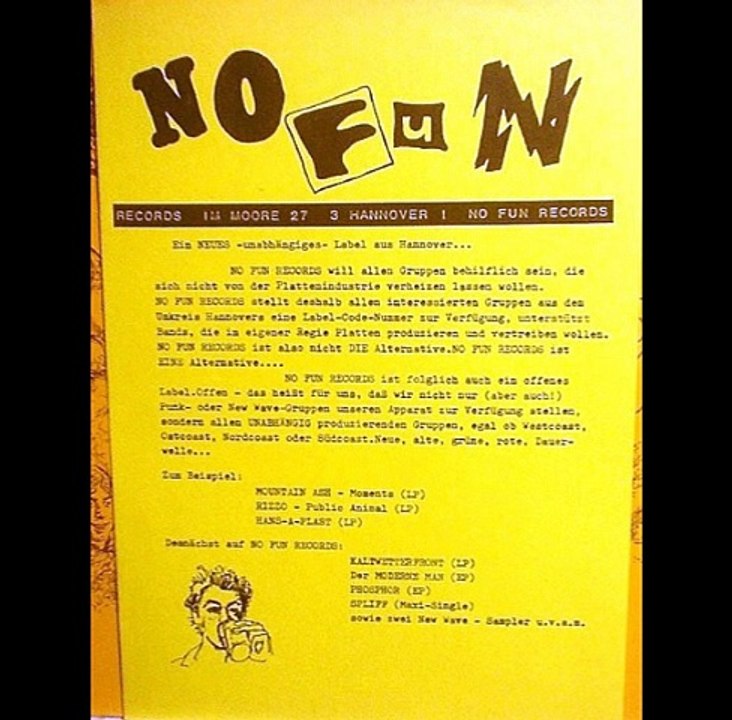 NO FUN
RECORDS IM MOORE 27 3 HANNOVER 1 NO FUN RECORDS
Ein NEUES -unabhängiges- Label aus Hannover...
NO FUN RECORDS will allen Gruppen behilflich sein, die
sich nicht von der Plattenindustrie verheizen lassen wollen.
NO FUN RECORDS stellt deshalb allen interessierten Gruppen aus dem
Umkreis Hannovers eine Label-Code-Nummer zur Verfügung, unterstützt
Bands, die in eigener Regie Platten produzieren und vertreiben wollen.
NO FUN RECORDS ist also nicht DIE Alternative.NO FUN RECORDS ist
EINE Alternative....
NO FUN RECORDS ist folglich auch ein offenes
Label.Offen - das heißt für uns, daß wir nicht nur (aber auch!)
Punk- oder New Wave-Gruppen unseren Apparat zur Verfügung stellen,
sondern allen UNABHÄNGIG produzierenden Gruppen, egal ob Westcoast,
Ostcoast, Nordcoast oder Südcoast.Neue, alte, grüne, rote, Dauer-
welle...
Zum Beispiel:
MOUNTAIN ASH - Moments (LP)
RIZZO - Public Animal (LP)
HANS-A-PLAST (LP)
Demnächst auf NO FUN RECORDS:
KALTWETTERFRONT (LP)
Der MODERNE MAN (EP)
PHOSPHOR (EP)
SPLIFF (Maxi-Single)
sowie zwei New Wave - Sampler u.v.a.m.